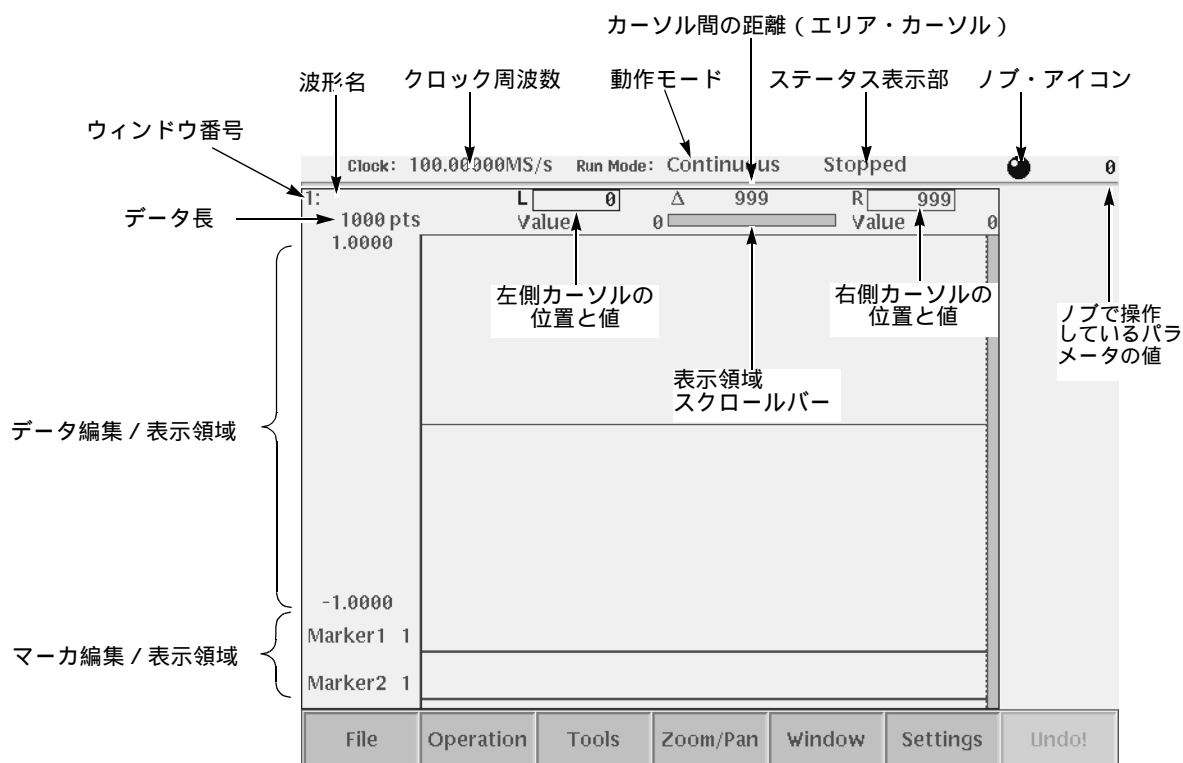 カーソル間の距離 ( エリア・カーソル )
波形名
クロック周波数
動作モード
ステータス表示部
ノブ・アイコン
ウィンドウ番号
Clock: 100.00000MS/s Run Mode: Continuous Stopped 0
1: L 0 Δ 999 R 999
データ長
1000 pts Value 0 Value 0
1.0000
左側カーソルの
位置と値
右側カーソルの
位置と値
ノブで操作
しているパラ
メータの値
表示領域
スクロールバー
データ編集 / 表示領域
-1.0000
Marker1 1
マーカ編集 / 表示領域
Marker2 1
File Operation Tools Zoom/Pan Window Settings Undo!